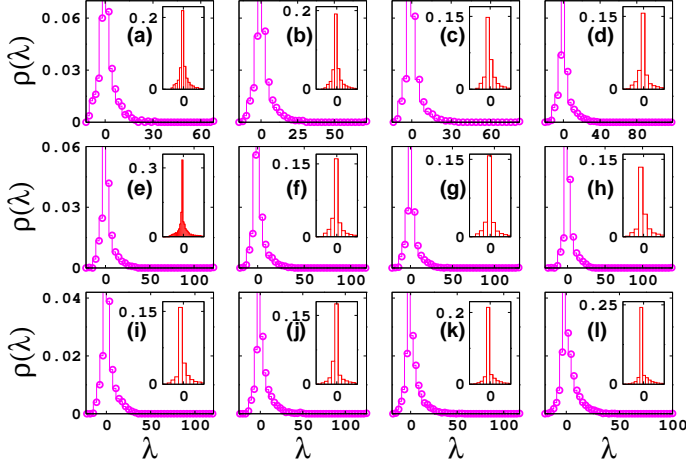 ρ(λ) 0.06 0.03 0 0 30 60 (a) 0.2 0 0
0 25 50 (b) 0.2 0 0
0 30 60 (c) 0.15 0 0
0 40 80 (d) 0.15 0 0
ρ(λ) 0.06 0.03 0 0 50 100 (e) 0.3 0 0
0 50 100 (f) 0.15 0 0
0 50 100 (g) 0.15 0 0
0 50 100 (h) 0.15 0 0
ρ(λ) 0.04 0.02 0 0 50 100 (i) 0.15 0 0
0 50 100 (j) 0.15 0 0
0 50 100 (k) 0.2 0 0
0 50 100 (l) 0.25 0 0
λ λ λ λ